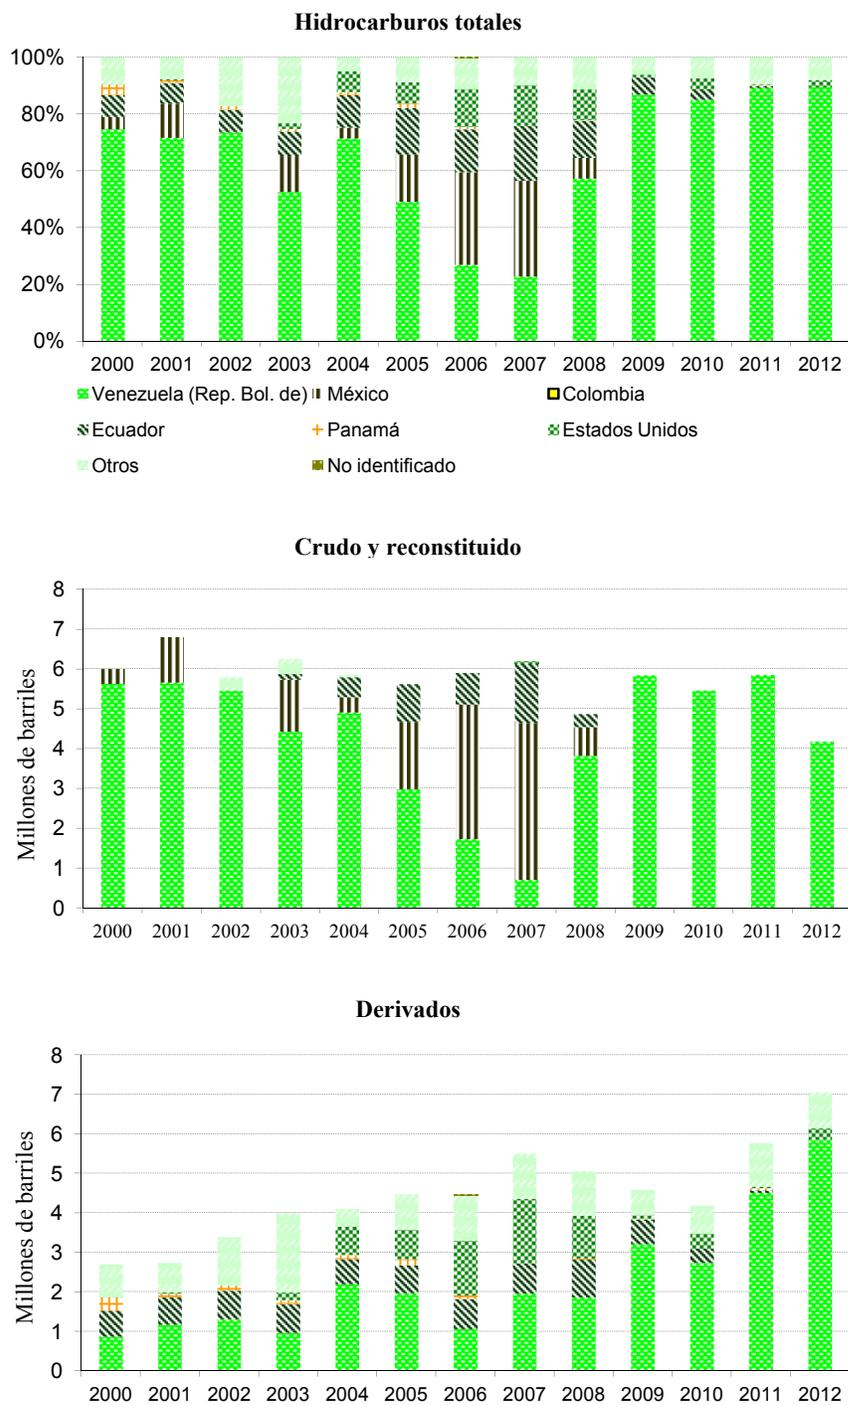 Hidrocarburos totales
100%
80%
60%
40%
20%
0%
2000 2001 2002 2003 2004 2005 2006 2007 2008 2009 2010 2011 2012
Venezuela (Rep. Bol. de) México Colombia
Ecuador Panamá Estados Unidos
Otros No identificado
Crudo y reconstituido
Millones de barriles
8
7
6
5
4
3
2
1
0
2000 2001 2002 2003 2004 2005 2006 2007 2008 2009 2010 2011 2012
Derivados
Millones de barriles
8
7
6
5
4
3
2
1
0
2000 2001 2002 2003 2004 2005 2006 2007 2008 2009 2010 2011 2012